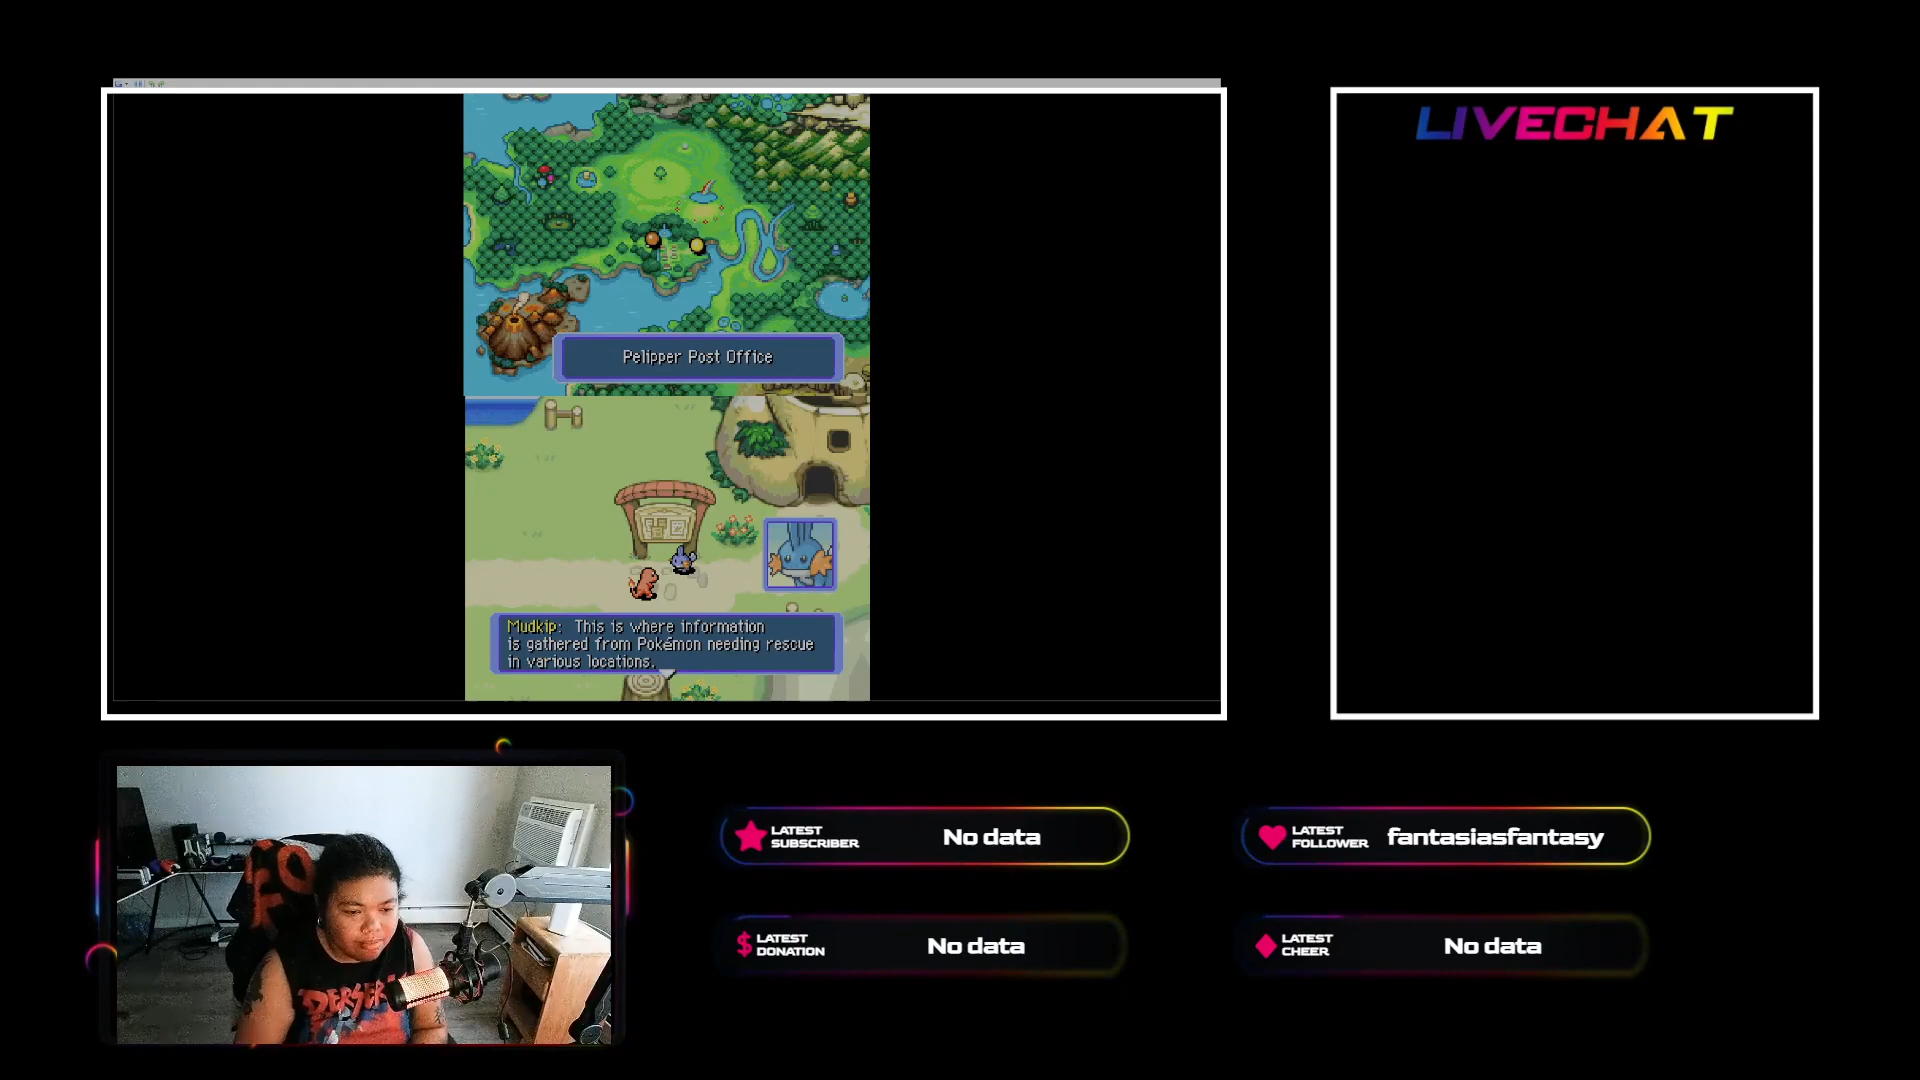 LIVECHAT
Pelipper Post Office
Mudkip: This is where information
is gathered from Pokémon needing rescue
in various locations.
LATEST
SUBSCRIBER
No data
LATEST
FOLLOWER
fantasiasfantasy
LATEST
DONATION
No data
LATEST
CHEER
No data